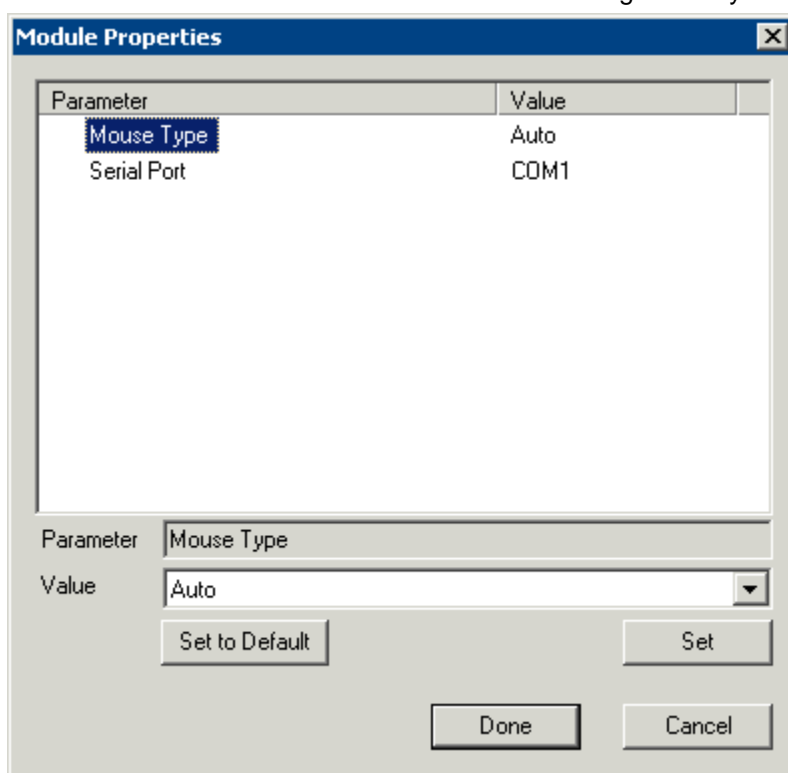 Module Properties
Parameter Value
Mouse Type Auto
Serial Port COM1
Parameter Mouse Type
Value Auto
Set to Default Set
Done Cancel